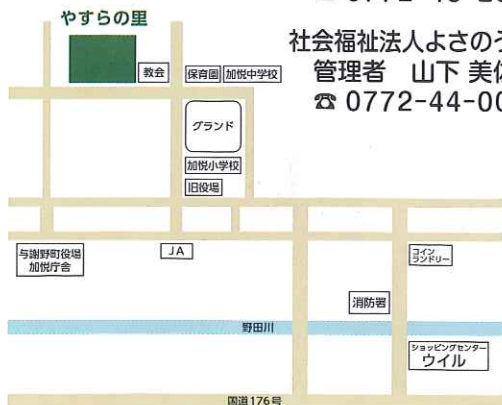 やすらの里
社会福祉法人よさのう
管理者 山下 美
☎ 0772-44-00
教会
保育園
加悦中学校
グランド
加悦小学校
旧役場
与謝野町役場
加悦庁舎
JA
コイン
ランドリー
消防署
野田川
ショッピングセンター
ウイル
国道176号